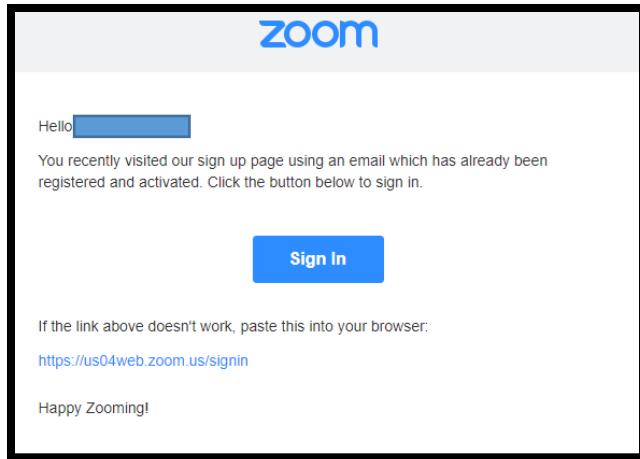 zoom
Hello
You recently visited our sign up page using an email which has already been
registered and activated. Click the button below to sign in.
Sign In
If the link above doesn't work, paste this into your browser:
https://us04web.zoom.us/signin
Happy Zooming!